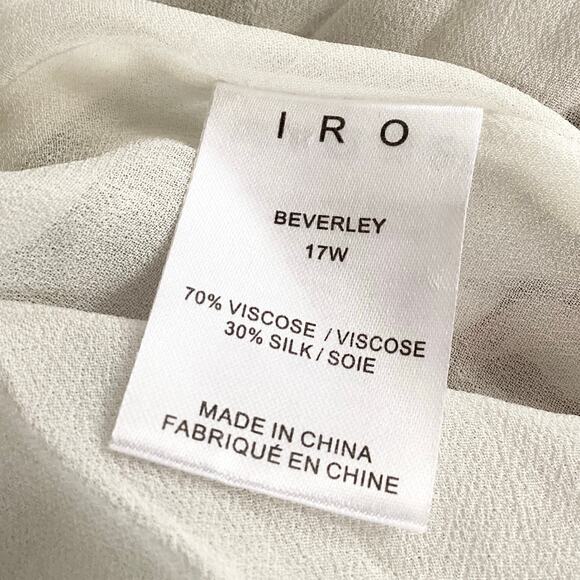 I R O
BEVERLEY
17W
70% VISCOSE / VISCOSE
30% SILK / SOIE
MADE IN CHINA
FABRIQUÉ EN CHINE